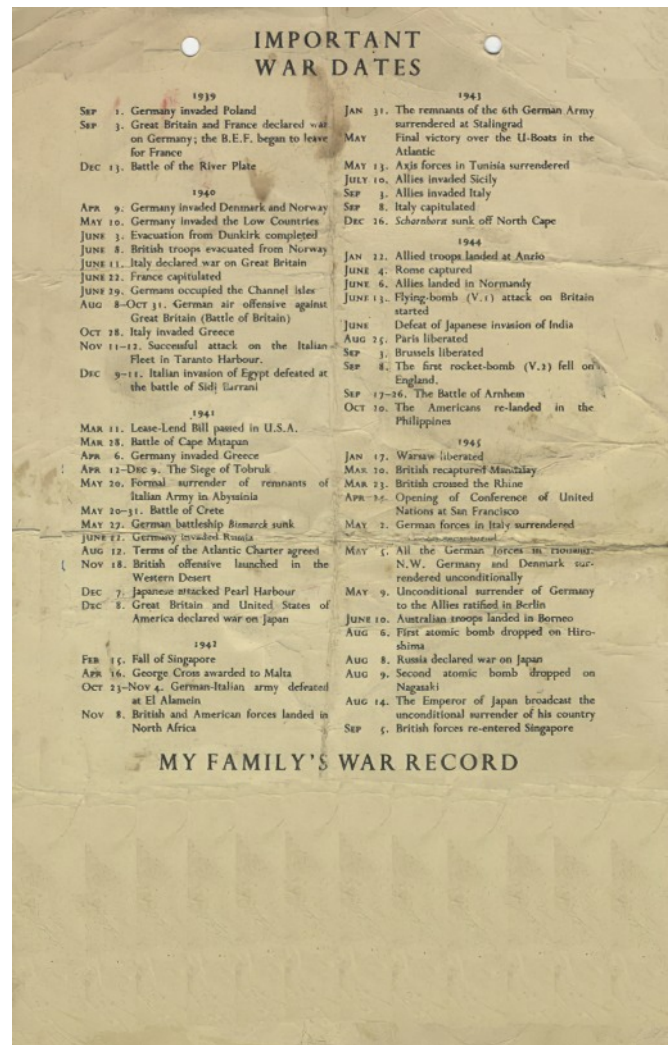 IMPORTANT
WAR DATES
1939
SEP 1. Germany invaded Poland
SEP 3. Great Britain and France declared war
on Germany; the B.E.F. began to leave
for France
DEC 13. Battle of the River Plate
1940
APR 9. Germany invaded Denmark and Norway
MAY 10. Germany invaded the Low Countries
JUNE 3. Evacuation from Dunkirk completed
JUNE 8. British troops evacuated from Norway
JUNE 11. Italy declared war on Great Britain
JUNE 22. France capitulated
JUNE 29. Germans occupied the Channel Isles
AUG 8–OCT 31. German air offensive against
Great Britain (Battle of Britain)
OCT 28. Italy invaded Greece
NOV 11–12. Successful attack on the Italian
Fleet in Taranto Harbour.
DEC 9–11. Italian invasion of Egypt defeated at
the battle of Sidi Barrani
1941
MAR 11. Lease-Lend Bill passed in U.S.A.
MAR 28. Battle of Cape Matapan
APR 6. Germany invaded Greece
APR 12–DEC 9. The Siege of Tobruk
MAY 20. Formal surrender of remnants of
Italian Army in Abyssinia
MAY 20–31. Battle of Crete
MAY 27. German battleship Bismarck sunk
JUNE 22. Germany invaded Russia
AUG 12. Terms of the Atlantic Charter agreed
NOV 18. British offensive launched in the
Western Desert
DEC 7. Japanese attacked Pearl Harbour
DEC 8. Great Britain and United States of
America declared war on Japan
1942
FEB 15. Fall of Singapore
APR 16. George Cross awarded to Malta
OCT 23–NOV 4. German-Italian army defeated
at El Alamein
NOV 8. British and American forces landed in
North Africa
1943
JAN 31. The remnants of the 6th German Army
surrendered at Stalingrad
MAY Final victory over the U-Boats in the
Atlantic
MAY 13. Axis forces in Tunisia surrendered
JULY 10. Allies invaded Sicily
SEP 3. Allies invaded Italy
SEP 8. Italy capitulated
DEC 26. Scharnhorst sunk off North Cape
1944
JAN 22. Allied troops landed at Anzio
JUNE 4. Rome captured
JUNE 6. Allies landed in Normandy
JUNE 13. Flying-bomb (V.1) attack on Britain
started
JUNE Defeat of Japanese invasion of India
AUG 25. Paris liberated
SEP 3. Brussels liberated
SEP 8. The first rocket-bomb (V.2) fell on
England.
SEP 17–26. The Battle of Arnhem
OCT 20. The Americans re-landed in the
Philippines
1945
JAN 17. Warsaw liberated
MAR 20. British recaptured Mandalay
MAR 23. British crossed the Rhine
APR 25. Opening of Conference of United
Nations at San Francisco
MAY 2. German forces in Italy surrendered
MAY 5. All the German forces in
N.W. Germany and Denmark sur-
rendered unconditionally
MAY 9. Unconditional surrender of Germany
to the Allies ratified in Berlin
JUNE 10. Australian troops landed in Borneo
AUG 6. First atomic bomb dropped on Hiro-
shima
AUG 8. Russia declared war on Japan
AUG 9. Second atomic bomb dropped on
Nagasaki
AUG 14. The Emperor of Japan broadcast the
unconditional surrender of his country
SEP 5. British forces re-entered Singapore
MY FAMILY'S WAR RECORD